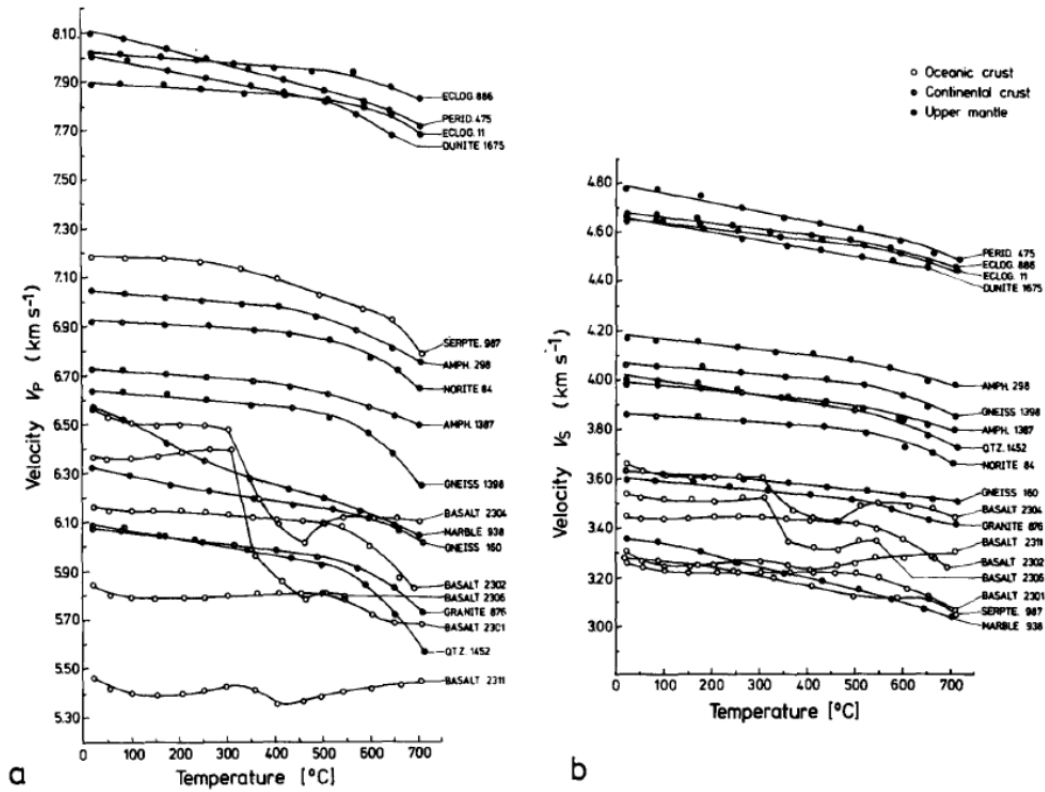 8.10
7.90
7.70
7.50
7.30
7.10
6.90
6.70
6.50
6.30
6.10
5.90
5.70
5.50
5.30
Velocity Vp (km s⁻¹)
ECLOG. 886
PERID. 475
ECLOG. 11
DUNITE 1675
SERPTE. 987
AMPH. 298
NORITE 84
AMPH. 1387
GNEISS 1398
BASALT 2304
MARBLE 938
GNEISS 160
BASALT 2302
BASALT 2306
GRANITE 876
BASALT 2301
QTZ. 1452
BASALT 2311
0 100 200 300 400 500 600 700
Temperature [°C]
a
Oceanic crust
Continental crust
Upper mantle
4.80
4.60
4.40
4.20
4.00
3.80
3.60
3.40
3.20
3.00
Velocity Vs (km s⁻¹)
PERID. 475
ECLOG. 886
ECLOG. 11
DUNITE 1675
AMPH. 298
GNEISS 1398
AMPH. 1387
QTZ. 1452
NORITE 84
GNEISS 160
BASALT 2304
GRANITE 876
BASALT 2311
BASALT 2302
BASALT 2306
BASALT 2301
SERPTE. 987
MARBLE 938
0 100 200 300 400 500 600 700
Temperature [°C]
b